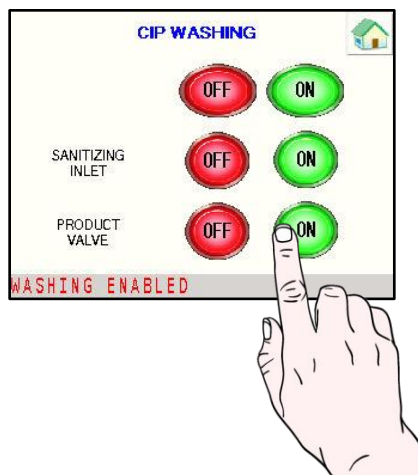 CIP WASHING
OFF ON
SANITIZING
INLET
OFF ON
PRODUCT
VALVE
OFF ON
WASHING ENABLED